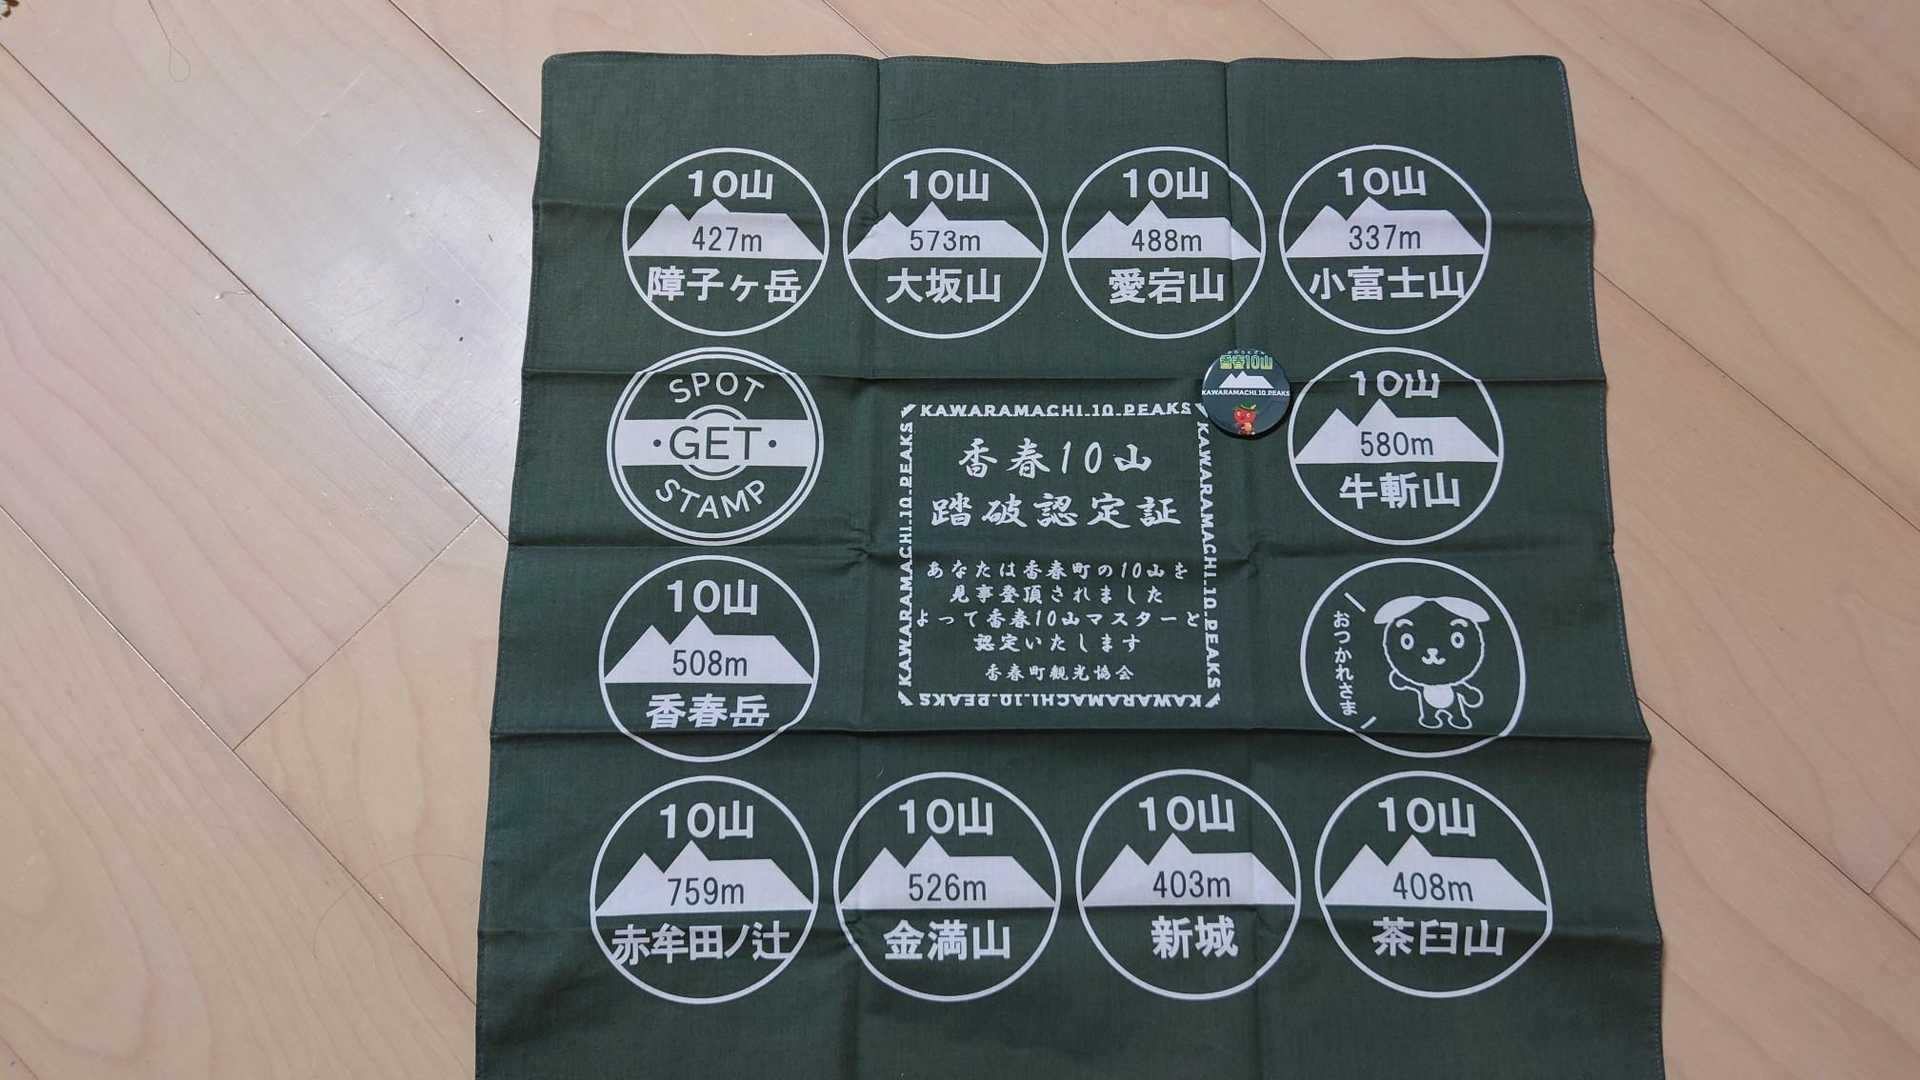 10山
427m
障子ヶ岳
10山
573m
大坂山
10山
488m
愛宕山
10山
337m
小富士山
SPOT
・GET・
STAMP
香春10山
KAWARAMACHI.10.PEAKS
10山
580m
牛斬山
KAWARAMACHI.10.PEAKS
KAWARAMACHI.10.PEAKS
KAWARAMACHI.10.PEAKS
KAWARAMACHI.10.PEAKS
香春10山
踏破認定証
あなたは香春町の10山を
見事登頂されました
よって香春10山マスターと
認定いたします
香春町観光協会
10山
508m
香春岳
おつかれさま
10山
759m
赤牟田ノ辻
10山
526m
金満山
10山
403m
新城
10山
408m
茶臼山